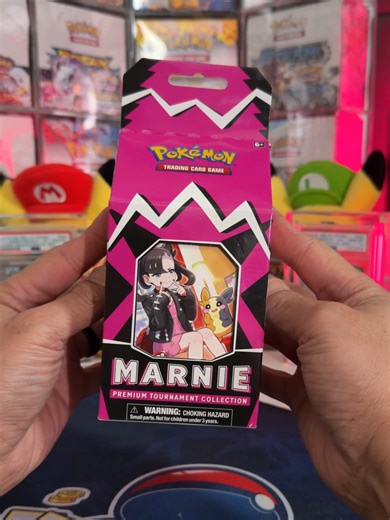 POKÉMON
TRADING CARD GAME
6+
MARNIE
PREMIUM TOURNAMENT COLLECTION
WARNING: CHOKING HAZARD
Small parts. Not for children under 3 years.
M
L